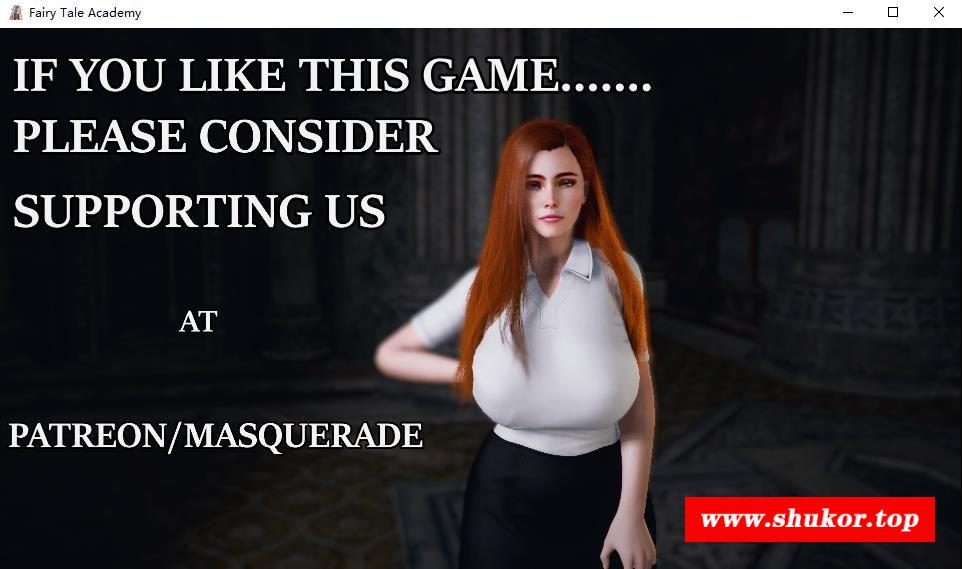 Fairy Tale Academy
IF YOU LIKE THIS GAME.......
PLEASE CONSIDER
SUPPORTING US
AT
PATREON/MASQUERADE
www.shukor.top